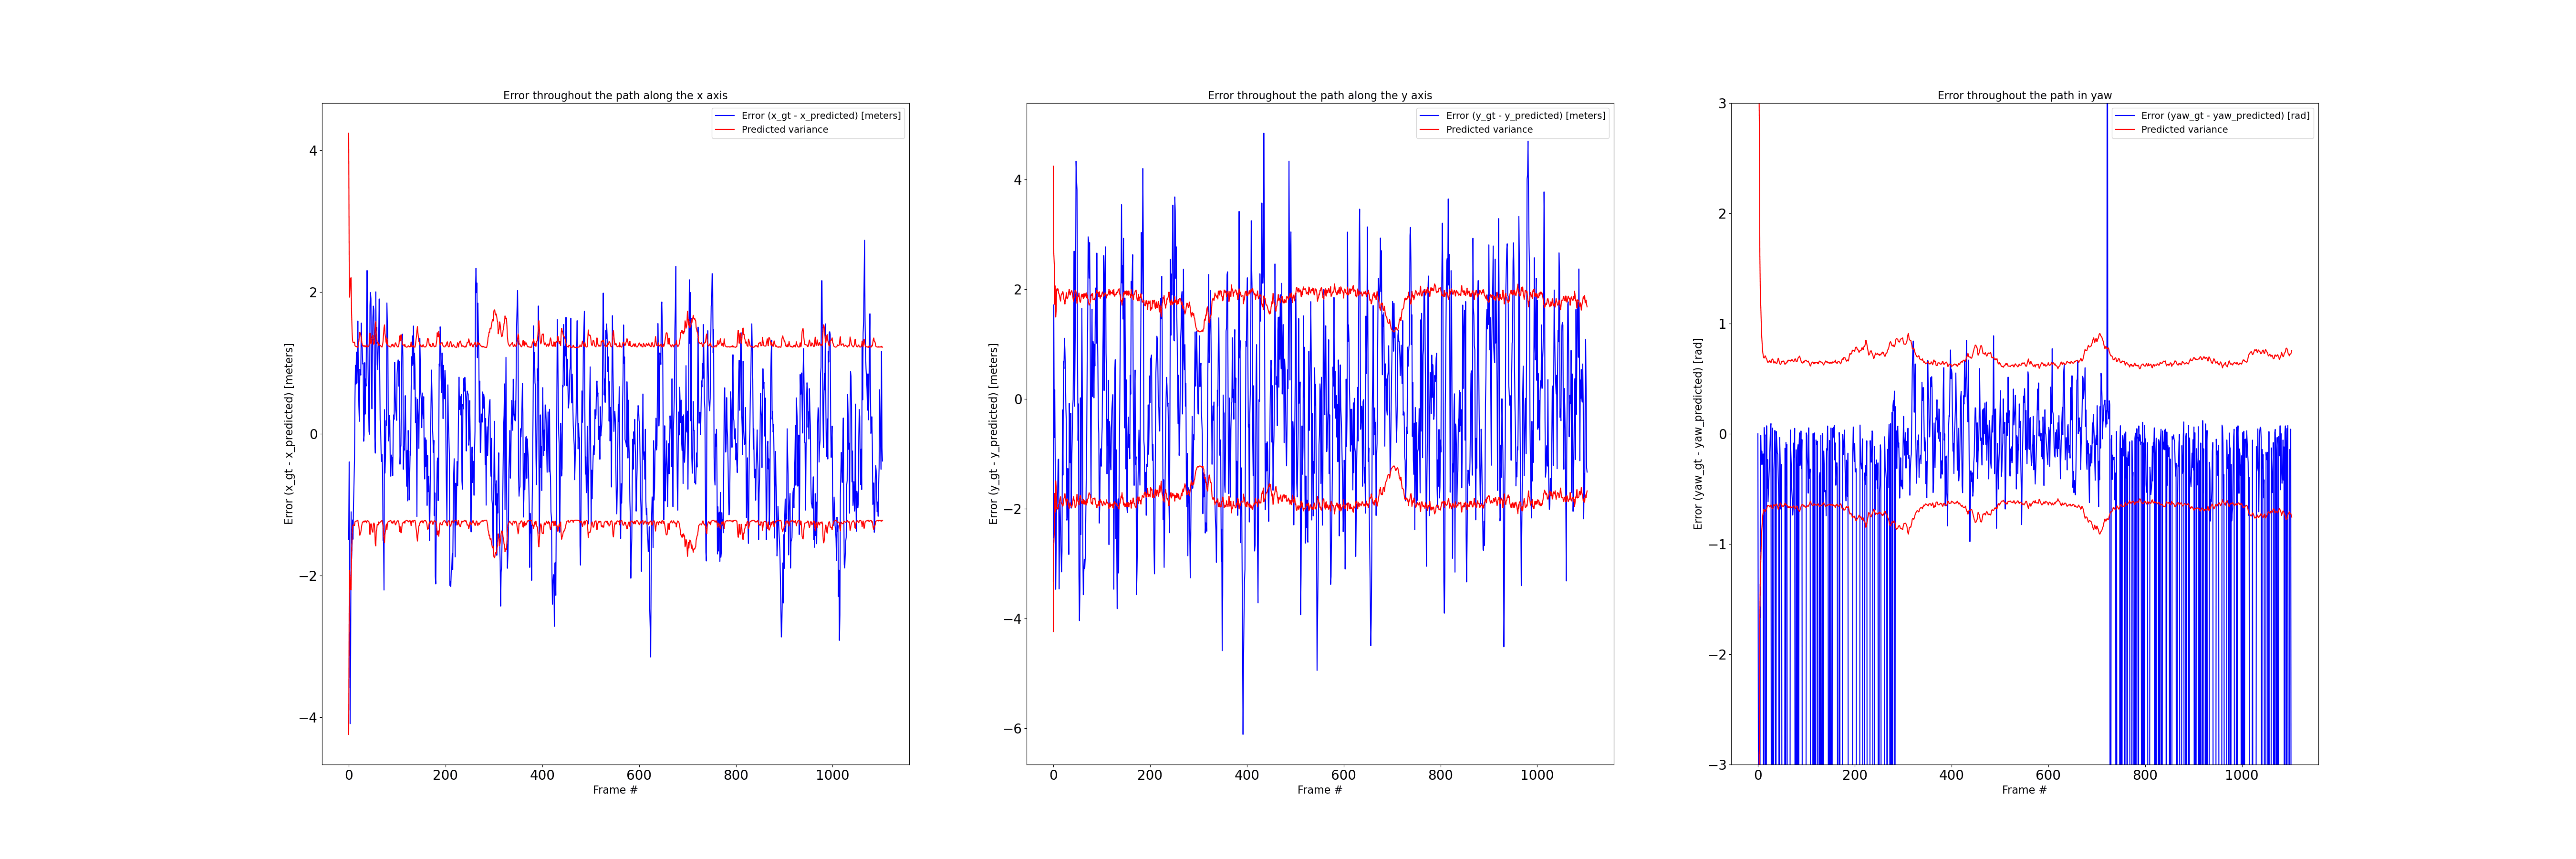 Error throughout the path along the x axis
Error (x_gt - x_predicted) [meters]
Predicted variance
4
2
0
−2
−4
Error (x_gt - x_predicted) [meters]
0 200 400 600 800 1000
Frame #
Error throughout the path along the y axis
Error (y_gt - y_predicted) [meters]
Predicted variance
4
2
0
−2
−4
−6
Error (y_gt - y_predicted) [meters]
0 200 400 600 800 1000
Frame #
Error throughout the path in yaw
Error (yaw_gt - yaw_predicted) [rad]
Predicted variance
3
2
1
0
−1
−2
−3
Error (yaw_gt - yaw_predicted) [rad]
0 200 400 600 800 1000
Frame #